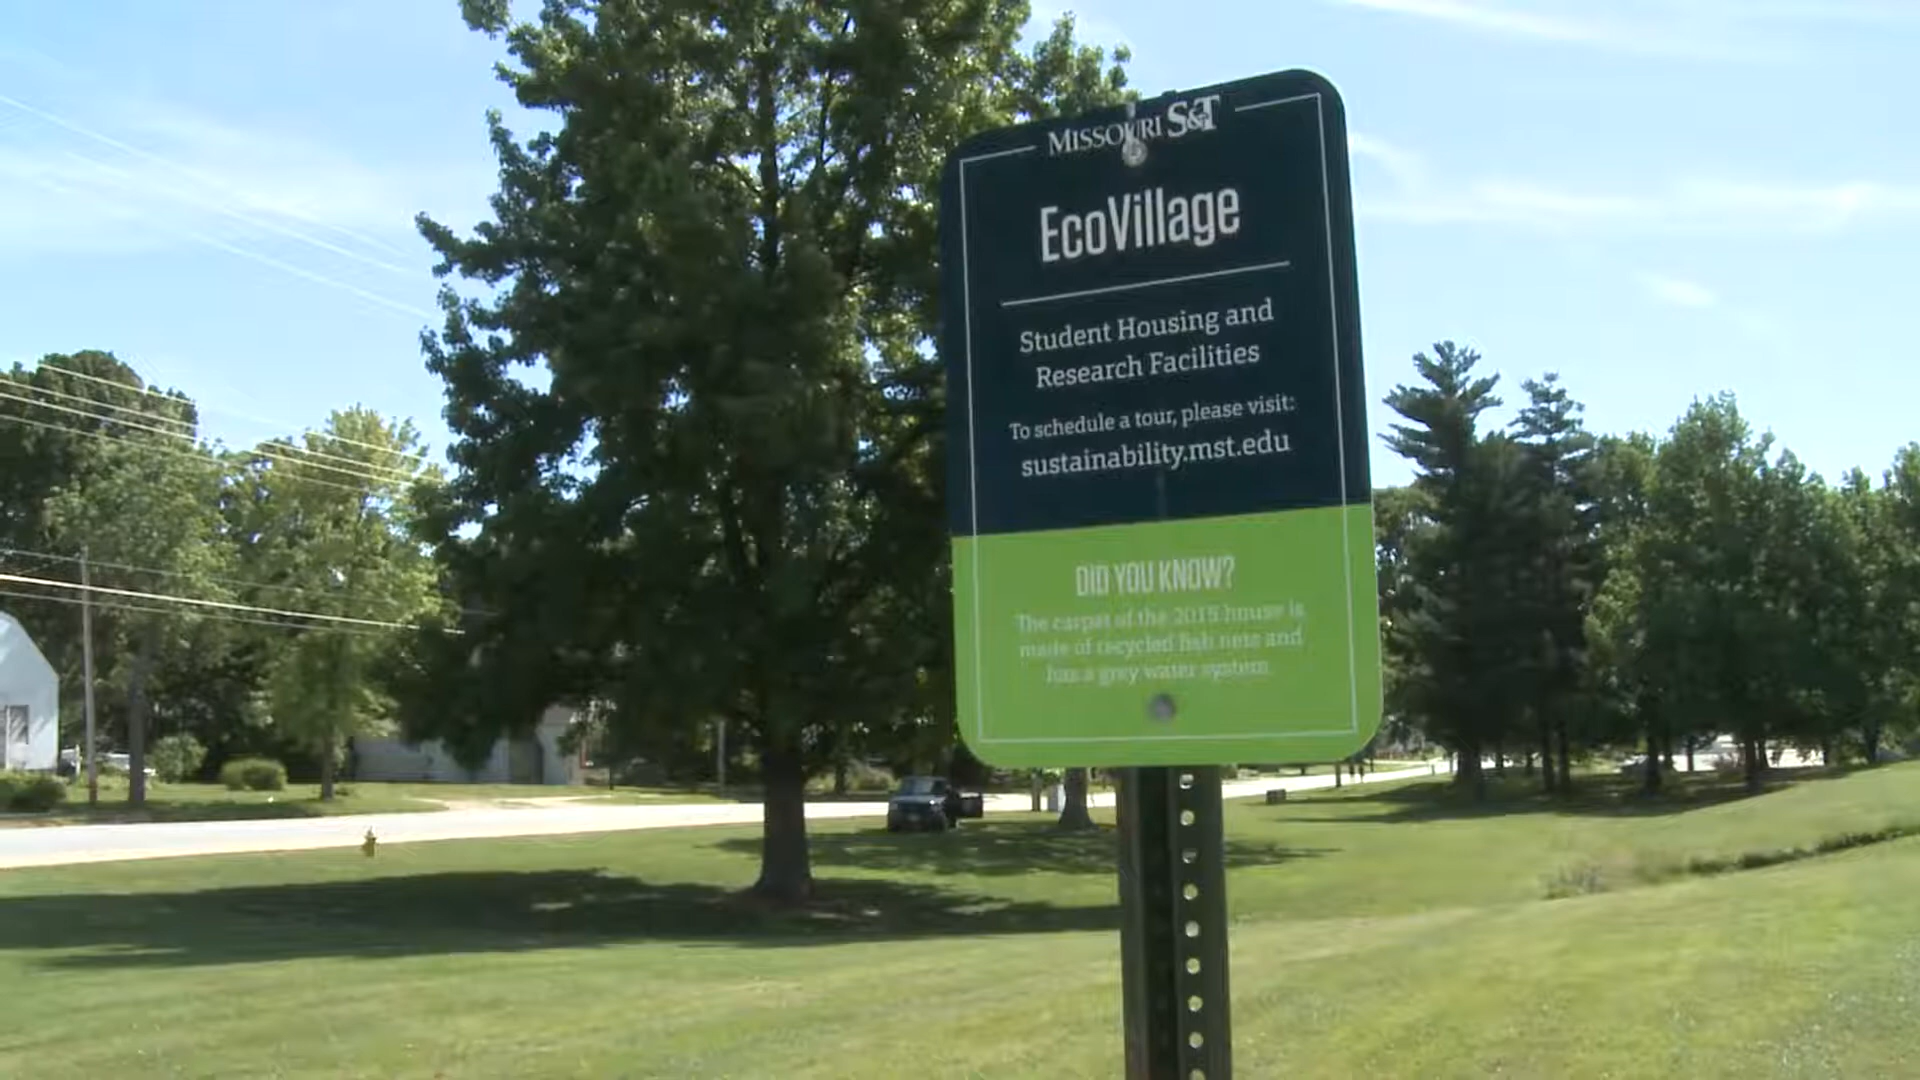 MISSOURI S&T
EcoVillage
Student Housing and
Research Facilities
To schedule a tour, please visit:
sustainability.mst.edu
DID YOU KNOW?
The carpet of the 2015 house is
made of recycled fish nets and
has a grey water system.